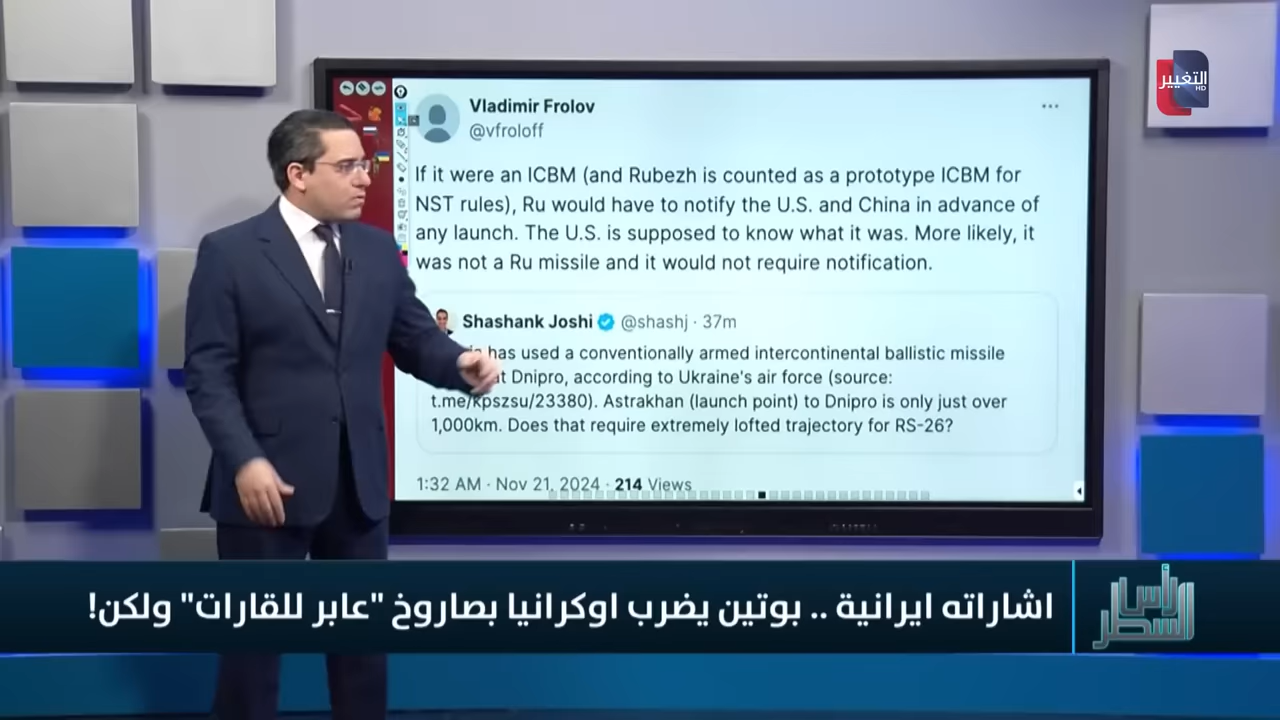 التغيير
HD
Vladimir Frolov
@vfroloff
If it were an ICBM (and Rubezh is counted as a prototype ICBM for
NST rules), Ru would have to notify the U.S. and China in advance of
any launch. The U.S. is supposed to know what it was. More likely, it
was not a Ru missile and it would not require notification.
Shashank Joshi @shashj · 37m
has used a conventionally armed intercontinental ballistic missile
at Dnipro, according to Ukraine's air force (source:
t.me/kpszsu/23380). Astrakhan (launch point) to Dnipro is only just over
1,000km. Does that require extremely lofted trajectory for RS-26?
1:32 AM · Nov 21, 2024 · 214 Views
اشاراته ايرانية .. بوتين يضرب اوكرانيا بصاروخ "عابر للقارات" ولكن!
رأس
السطر